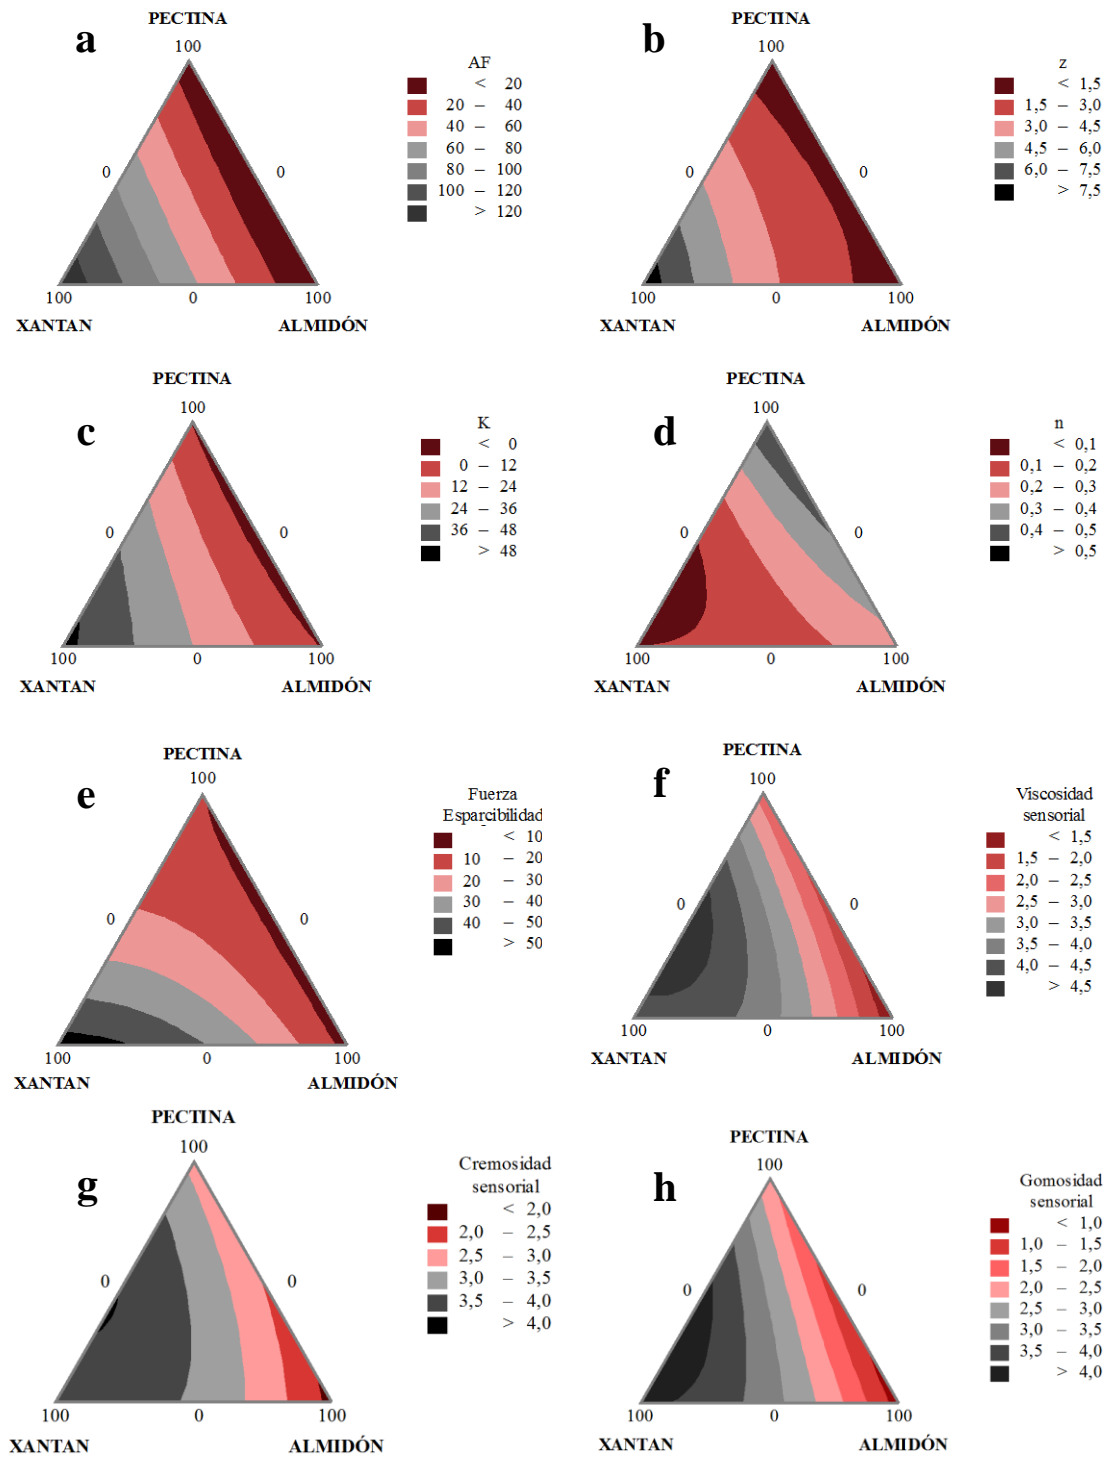 PECTINA
a
100
AF
< 20
20 – 40
40 – 60
60 – 80
80 – 100
100 – 120
> 120
0
0
100
0
100
XANTAN
ALMIDÓN
PECTINA
b
100
z
< 1,5
1,5 – 3,0
3,0 – 4,5
4,5 – 6,0
6,0 – 7,5
> 7,5
0
0
100
0
100
XANTAN
ALMIDÓN
PECTINA
c
100
K
< 0
0 – 12
12 – 24
24 – 36
36 – 48
> 48
0
0
100
0
100
XANTAN
ALMIDÓN
PECTINA
d
100
n
< 0,1
0,1 – 0,2
0,2 – 0,3
0,3 – 0,4
0,4 – 0,5
> 0,5
0
0
100
0
100
XANTAN
ALMIDÓN
PECTINA
e
100
Fuerza
Esparcibilidad
< 10
10 – 20
20 – 30
30 – 40
40 – 50
> 50
0
0
100
0
100
XANTAN
ALMIDÓN
PECTINA
f
100
Viscosidad
sensorial
< 1,5
1,5 – 2,0
2,0 – 2,5
2,5 – 3,0
3,0 – 3,5
3,5 – 4,0
4,0 – 4,5
> 4,5
0
0
100
0
100
XANTAN
ALMIDÓN
PECTINA
g
100
Cremosidad
sensorial
< 2,0
2,0 – 2,5
2,5 – 3,0
3,0 – 3,5
3,5 – 4,0
> 4,0
0
0
100
0
100
XANTAN
ALMIDÓN
PECTINA
h
100
Gomosidad
sensorial
< 1,0
1,0 – 1,5
1,5 – 2,0
2,0 – 2,5
2,5 – 3,0
3,0 – 3,5
3,5 – 4,0
> 4,0
0
0
100
0
100
XANTAN
ALMIDÓN